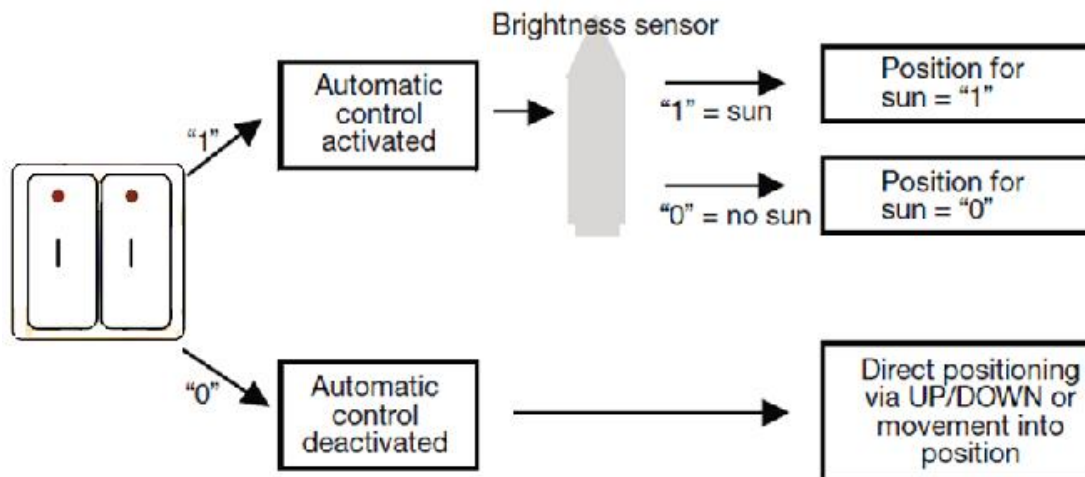 Brightness sensor
Automatic
control
activated
“1”
“1” = sun
Position for
sun = “1”
“0” = no sun
Position for
sun = “0”
“0”
Automatic
control
deactivated
Direct positioning
via UP/DOWN or
movement into
position